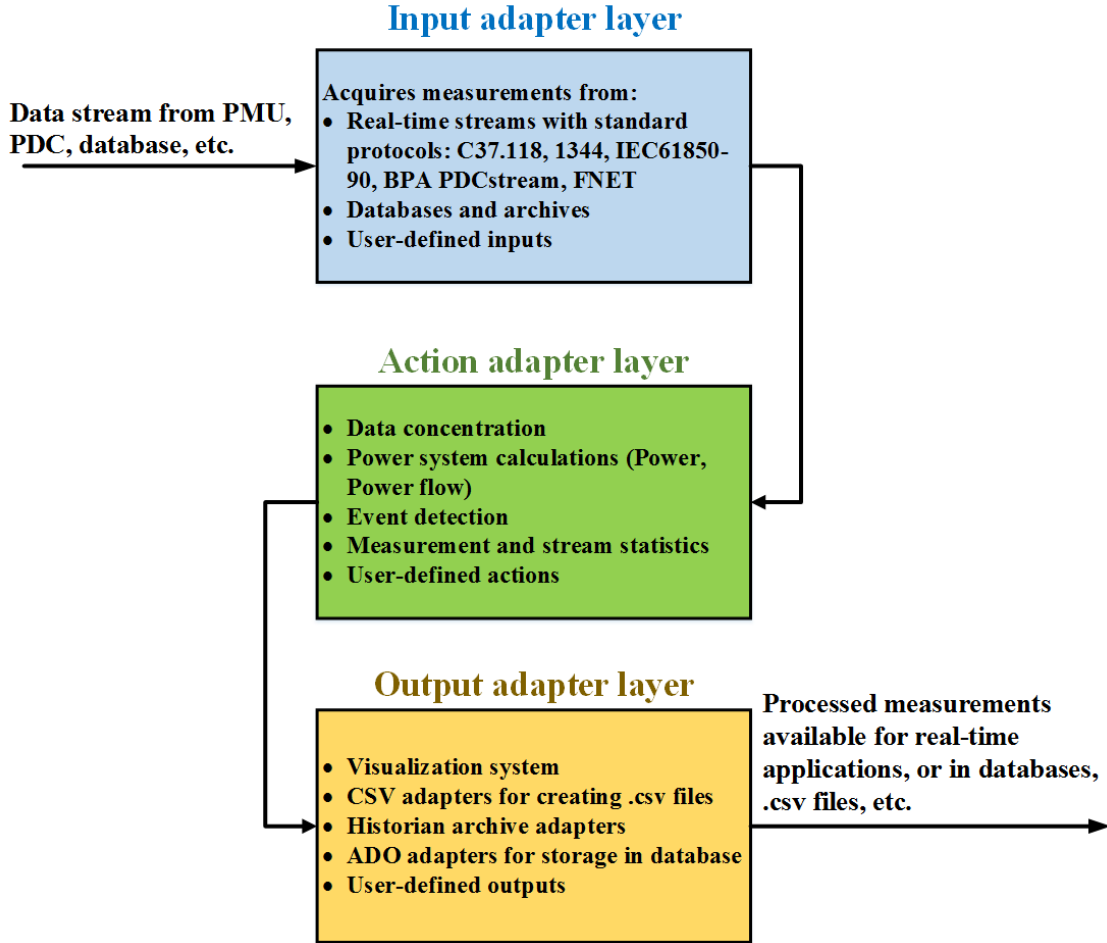 Input adapter layer
Data stream from PMU,
PDC, database, etc.
Acquires measurements from:
• Real-time streams with standard
protocols: C37.118, 1344, IEC61850-
90, BPA PDCstream, FNET
• Databases and archives
• User-defined inputs
Action adapter layer
• Data concentration
• Power system calculations (Power,
Power flow)
• Event detection
• Measurement and stream statistics
• User-defined actions
Output adapter layer
• Visualization system
• CSV adapters for creating .csv files
• Historian archive adapters
• ADO adapters for storage in database
• User-defined outputs
Processed measurements
available for real-time
applications, or in databases,
.csv files, etc.